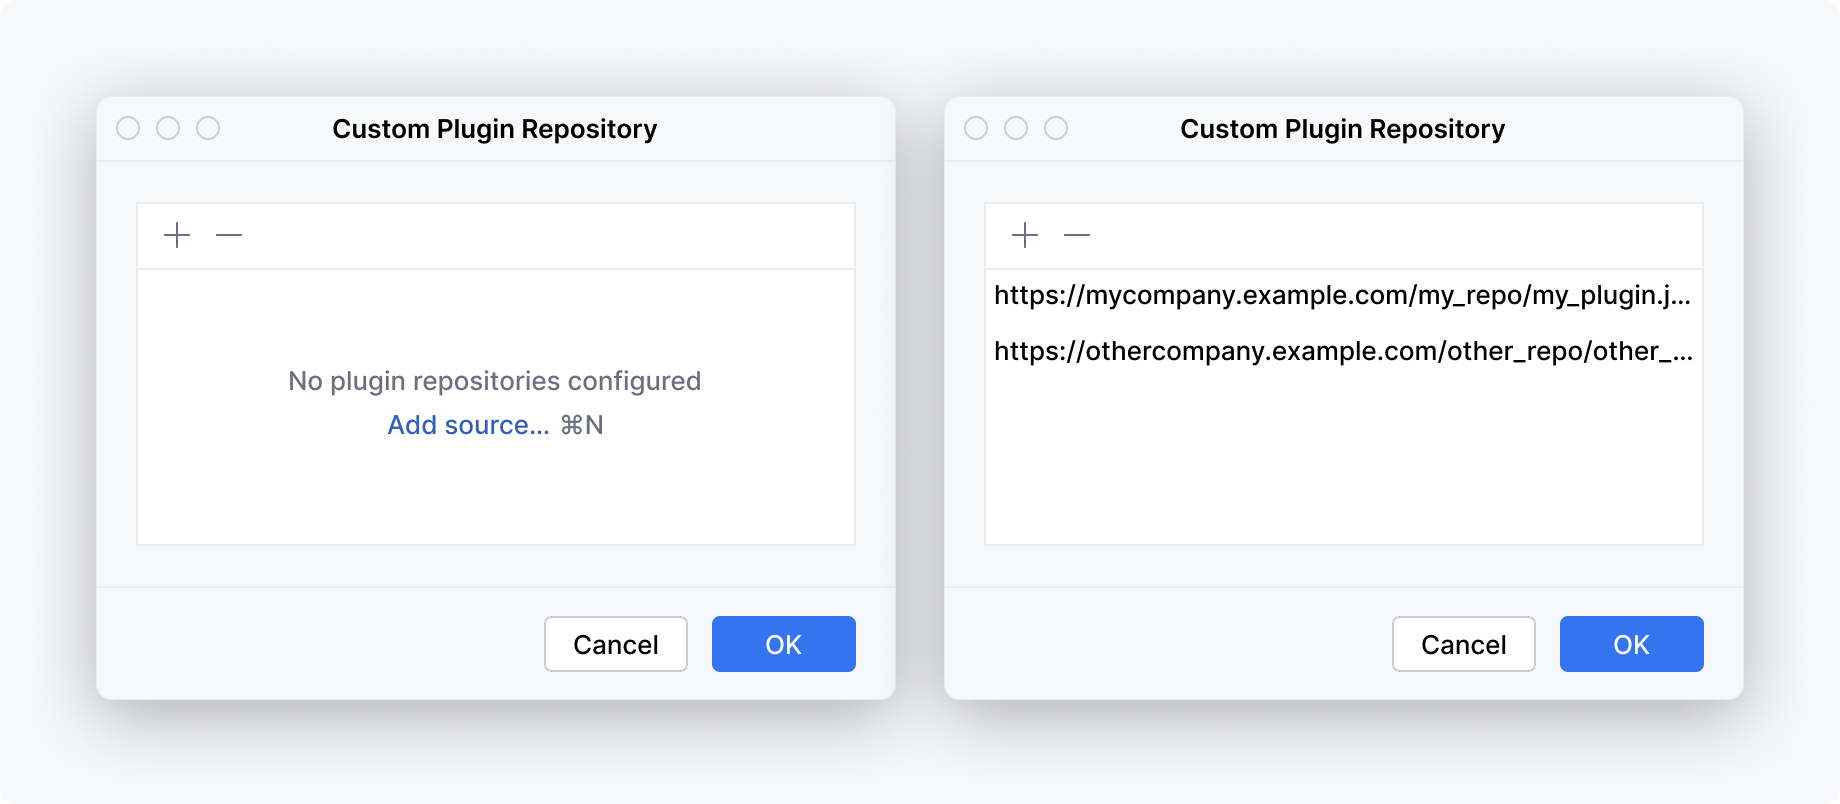 Custom Plugin Repository
No plugin repositories configured
Add source... ⌘N
Cancel
OK
Custom Plugin Repository
https://mycompany.example.com/my_repo/my_plugin.j...
https://othercompany.example.com/other_repo/other_...
Cancel
OK